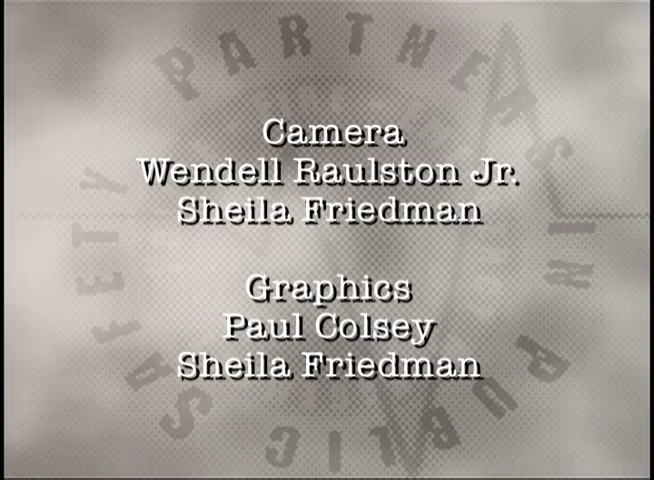 PARTNERS IN PUBLIC SAFETY
Camera
Wendell Raulston Jr.
Sheila Friedman
Graphics
Paul Colsey
Sheila Friedman